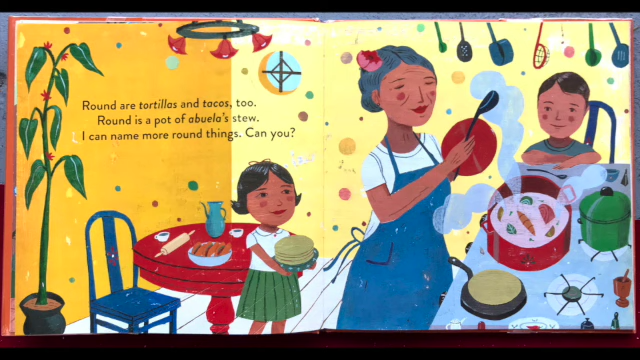 Round are tortillas and tacos, too.
Round is a pot of abuela's stew.
I can name more round things. Can you?